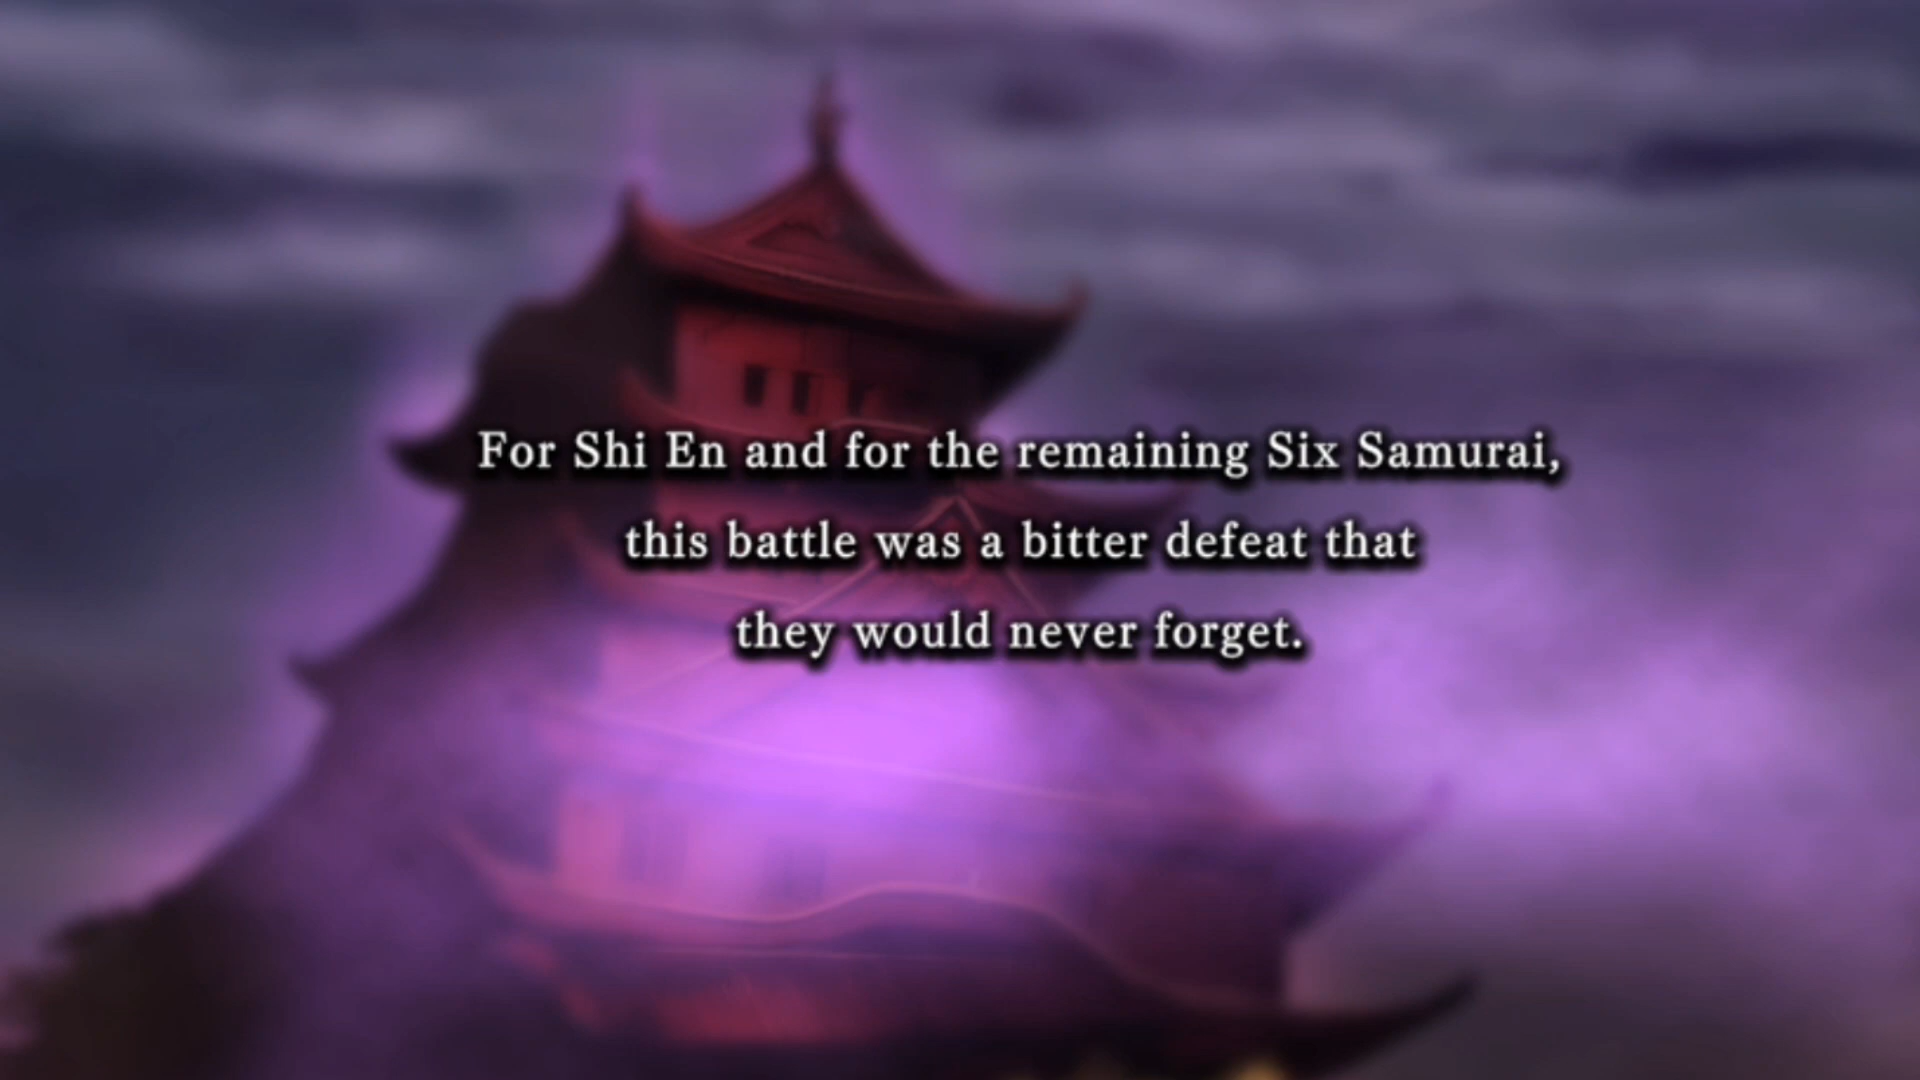 For Shi En and for the remaining Six Samurai,
this battle was a bitter defeat that
they would never forget.